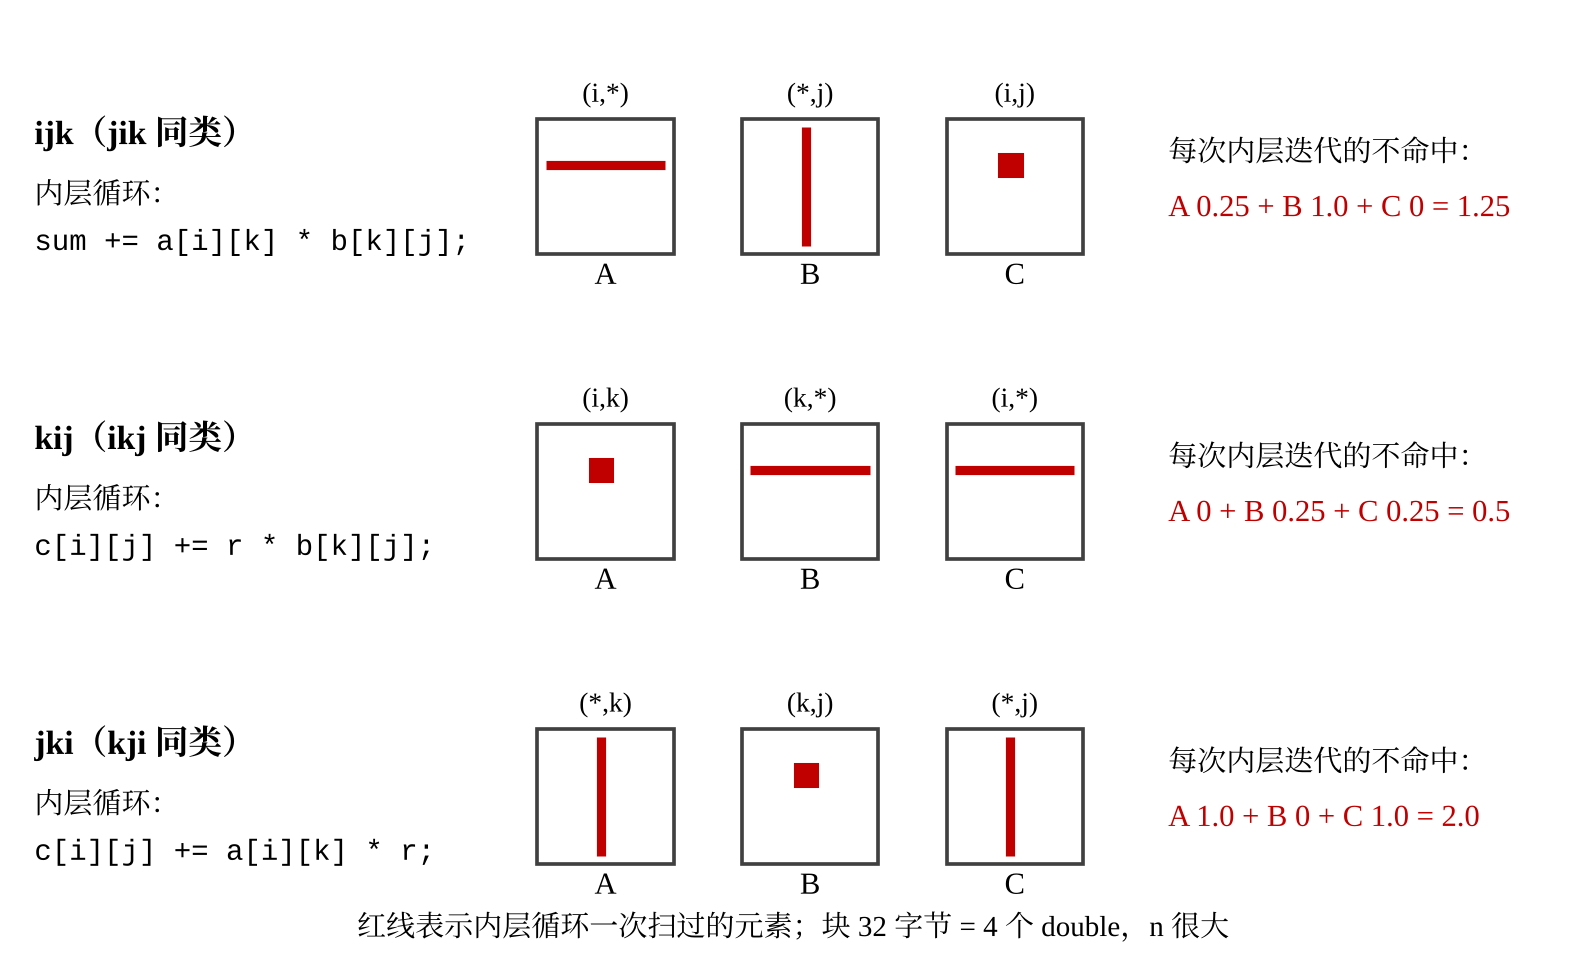 (i,*) (*,j) (i,j)
ijk（jik 同类）
每次内层迭代的不命中：
内层循环：
A 0.25 + B 1.0 + C 0 = 1.25
sum += a[i][k] * b[k][j];
A B C
(i,k) (k,*) (i,*)
kij（ikj 同类）
每次内层迭代的不命中：
内层循环：
A 0 + B 0.25 + C 0.25 = 0.5
c[i][j] += r * b[k][j];
A B C
(*,k) (k,j) (*,j)
jki（kji 同类）
每次内层迭代的不命中：
内层循环：
A 1.0 + B 0 + C 1.0 = 2.0
c[i][j] += a[i][k] * r;
A B C
红线表示内层循环一次扫过的元素；块 32 字节 = 4 个 double，n 很大